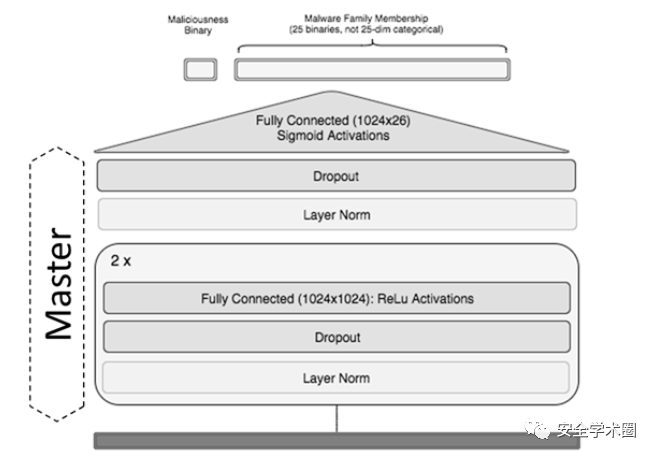 Maliciousness
Binary
Malware Family Membership
(25 binaries, not 25-dim categorical)
Fully Connected (1024x26)
Sigmoid Activations
Dropout
Layer Norm
Master
2 x
Fully Connected (1024x1024): ReLu Activations
Dropout
Layer Norm
安全学术圈